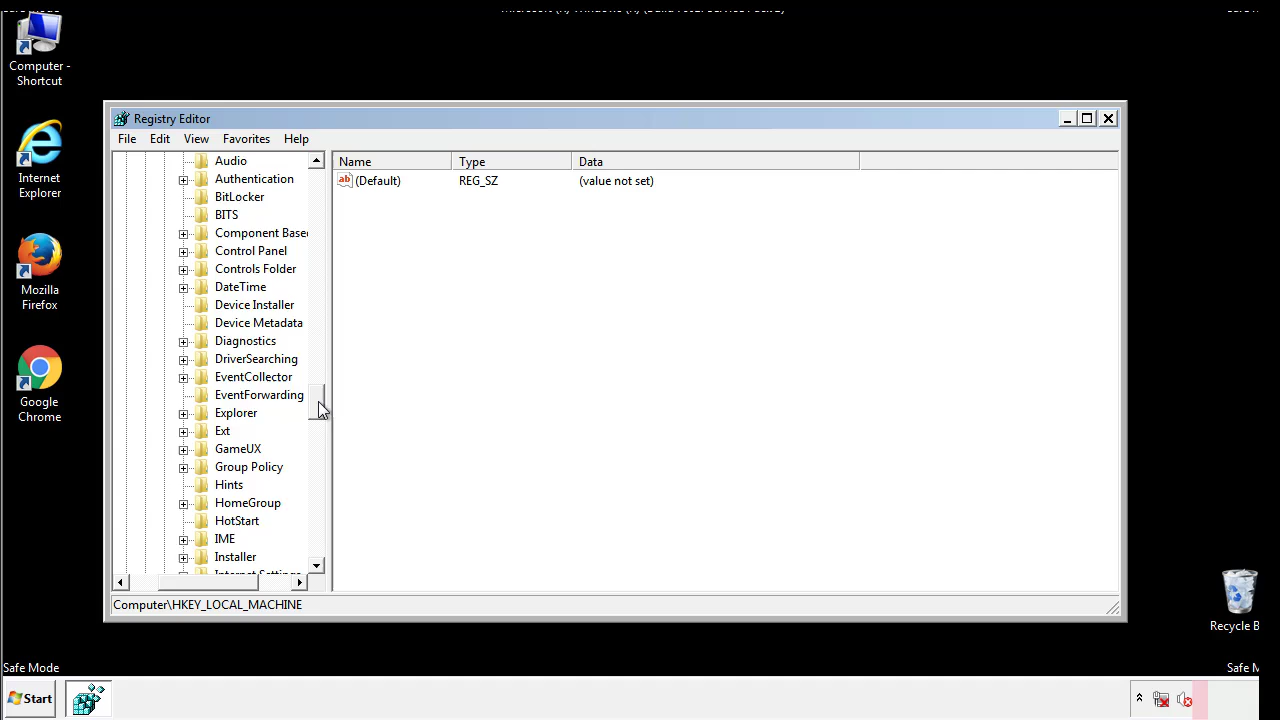 Computer -
Shortcut
Internet
Explorer
Mozilla
Firefox
Google
Chrome
Registry Editor
File Edit View Favorites Help
Audio
Authentication
BitLocker
BITS
Component Base
Control Panel
Controls Folder
DateTime
Device Installer
Device Metadata
Diagnostics
DriverSearching
EventCollector
EventForwarding
Explorer
Ext
GameUX
Group Policy
Hints
HomeGroup
HotStart
IME
Installer
Internet Settings
Name Type Data
ab (Default) REG_SZ (value not set)
Computer\HKEY_LOCAL_MACHINE
Recycle B
Safe Mode
Safe M
Start